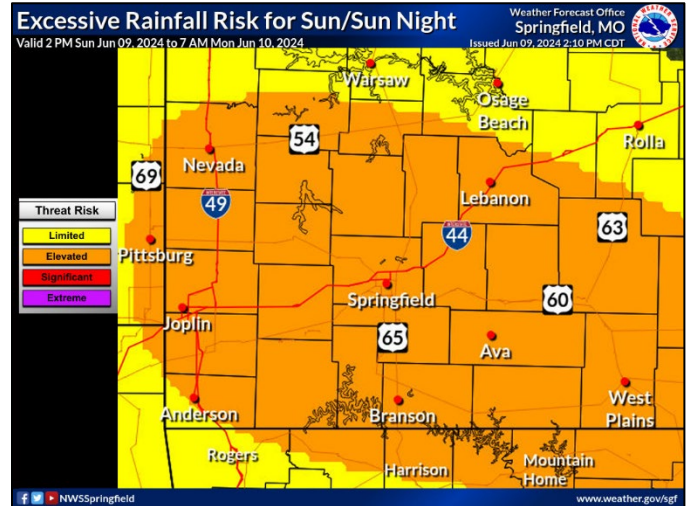 Excessive Rainfall Risk for Sun/Sun Night
Weather Forecast Office
Springfield, MO
Valid 2 PM Sun Jun 09, 2024 to 7 AM Mon Jun 10, 2024
Issued Jun 09, 2024 2:10 PM CDT
Warsaw
Osage
Beach
54
Rolla
Nevada
69
Lebanon
49
Threat Risk
Limited
Elevated
Significant
Extreme
63
44
Pittsburg
Springfield
60
Joplin
65
Ava
West
Plains
Anderson
Branson
Rogers
Harrison
Mountain
Home
NWSSpringfield
www.weather.gov/sgf